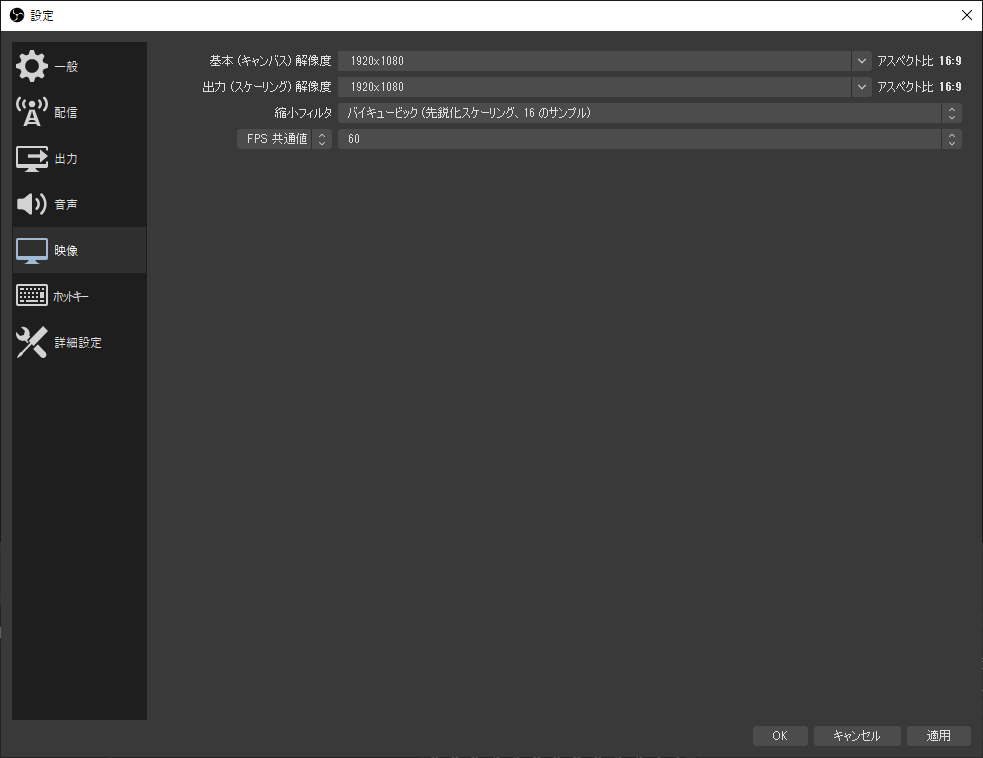 設定
一般
配信
出力
音声
映像
ホットキー
詳細設定
基本 (キャンバス) 解像度 1920x1080 アスペクト比 16:9
出力 (スケーリング) 解像度 1920x1080 アスペクト比 16:9
縮小フィルタ バイキュービック (先鋭化スケーリング、16 のサンプル)
FPS 共通値 60
OK キャンセル 適用